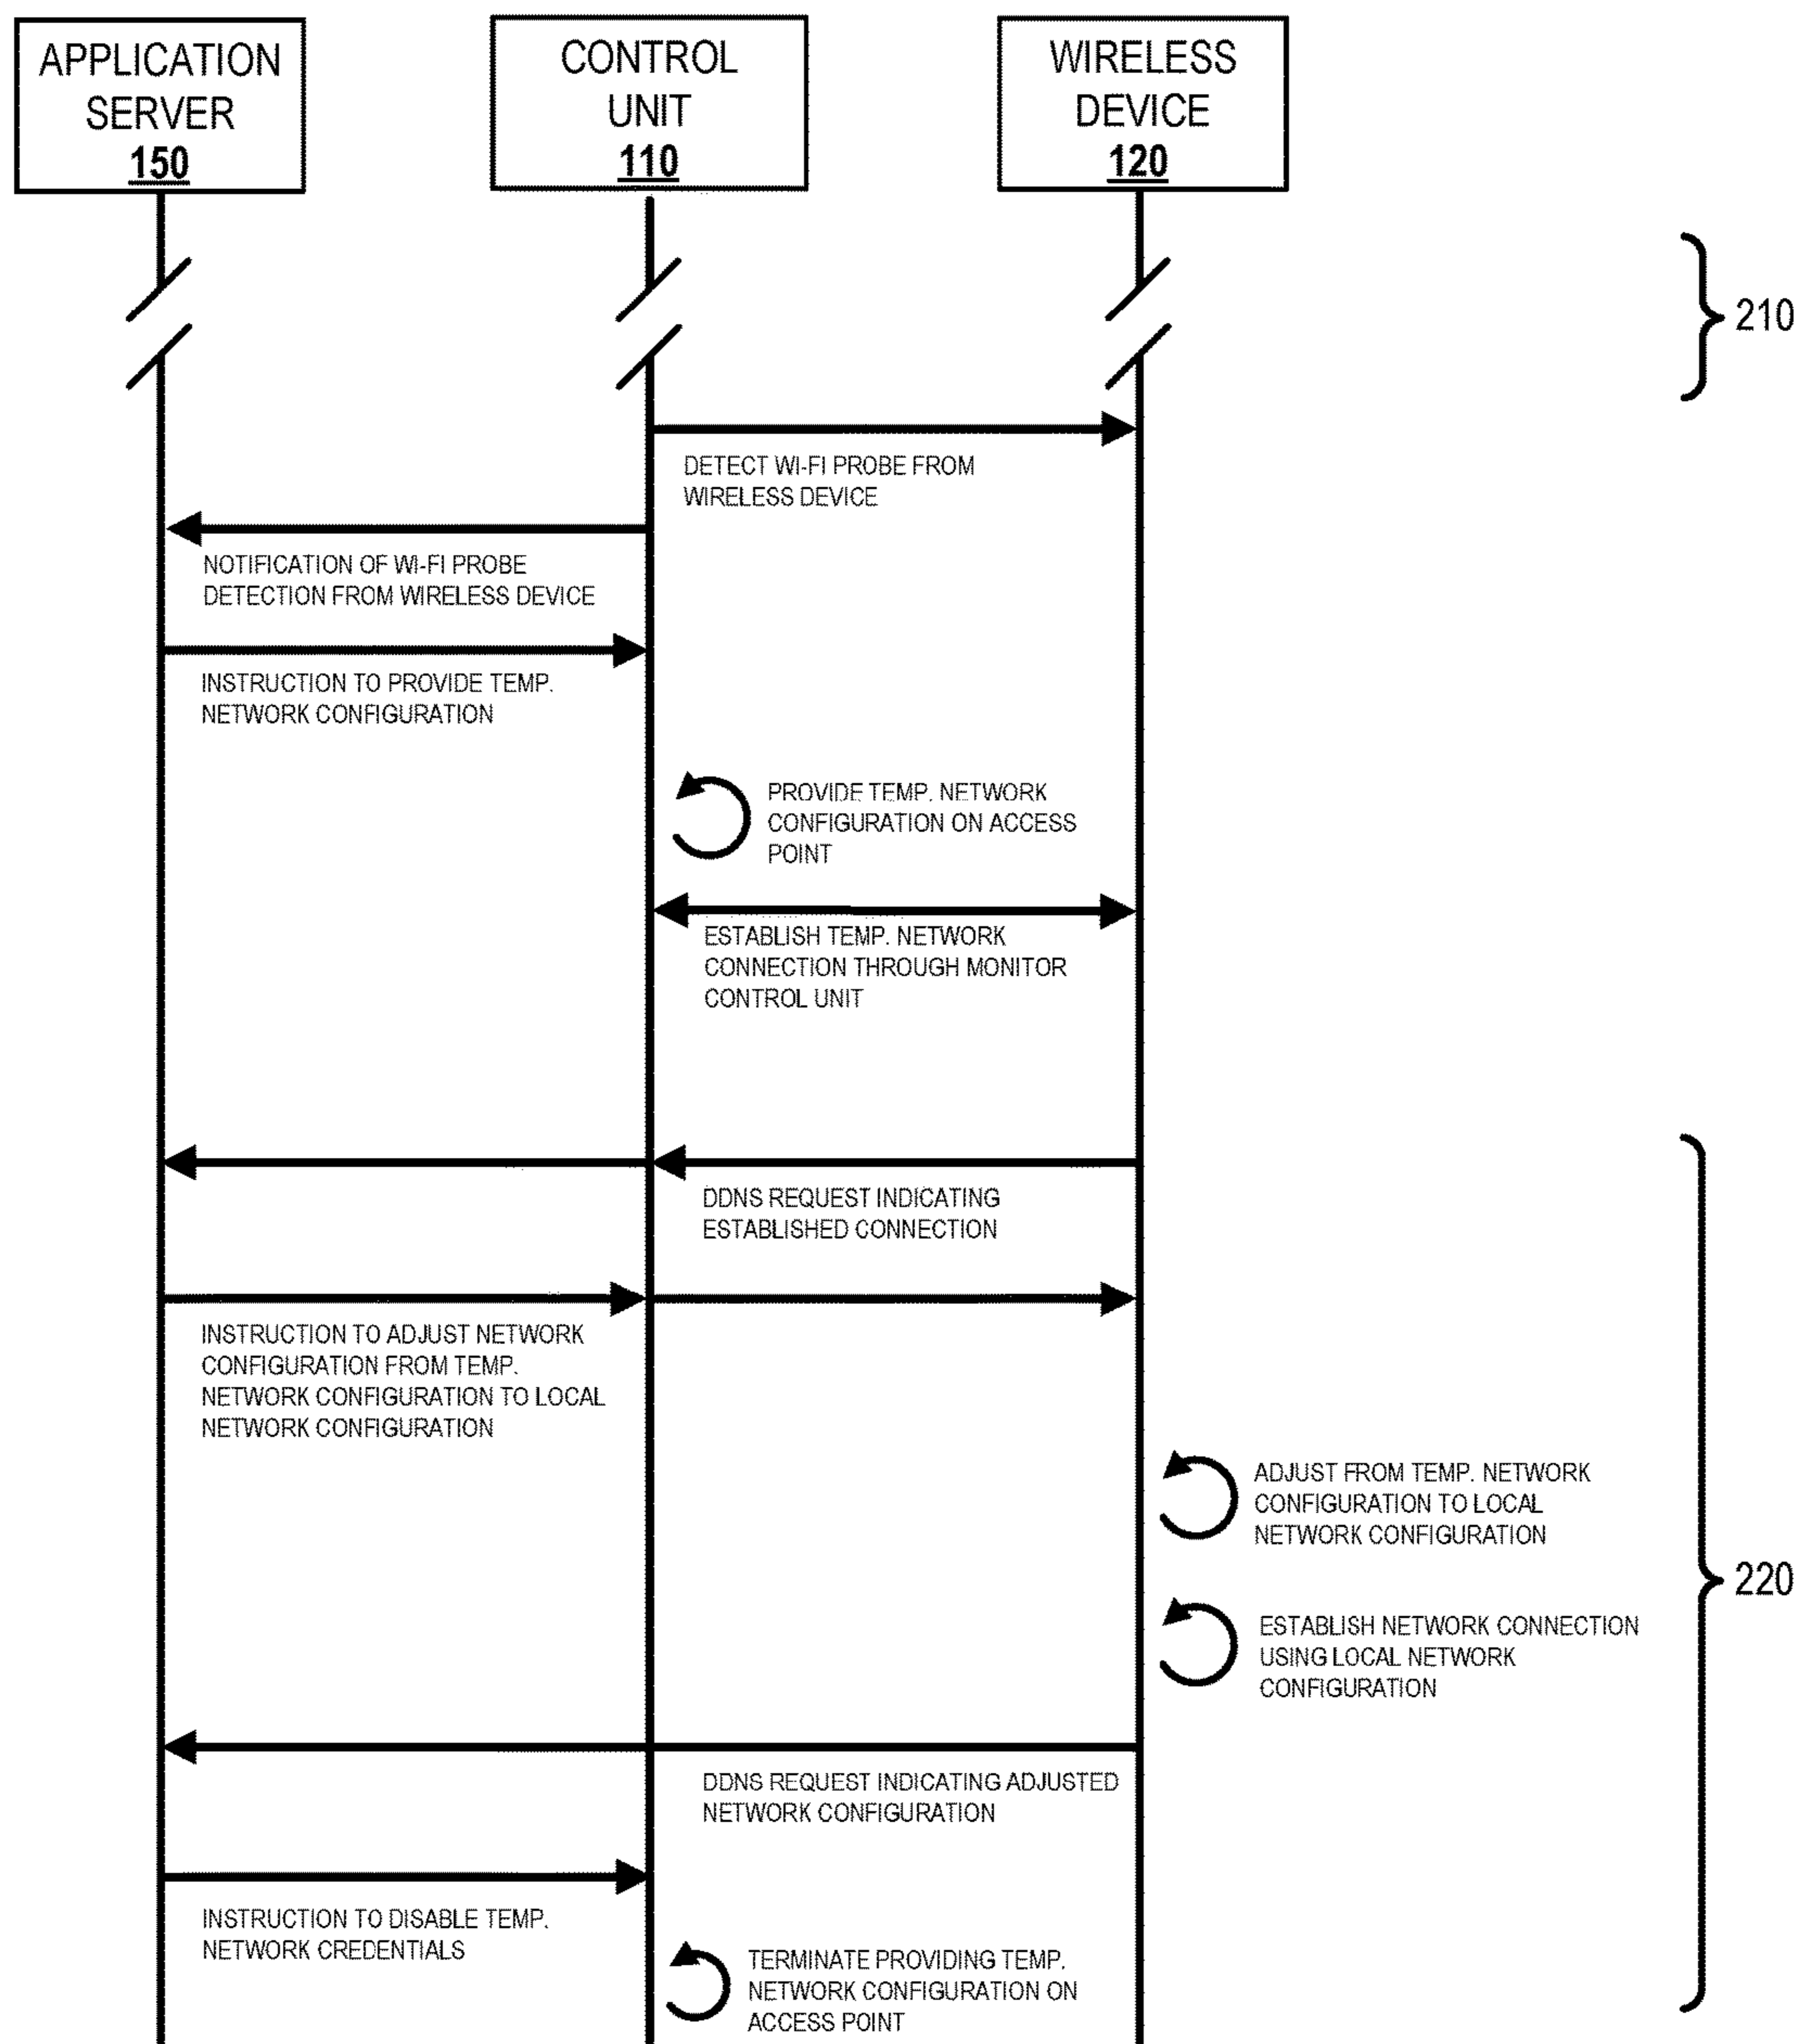 APPLICATION
SERVER
150
CONTROL
UNIT
110
WIRELESS
DEVICE
120
210
DETECT WI-FI PROBE FROM
WIRELESS DEVICE
NOTIFICATION OF WI-FI PROBE
DETECTION FROM WIRELESS DEVICE
INSTRUCTION TO PROVIDE TEMP.
NETWORK CONFIGURATION
PROVIDE TEMP. NETWORK
CONFIGURATION ON ACCESS
POINT
ESTABLISH TEMP. NETWORK
CONNECTION THROUGH MONITOR
CONTROL UNIT
DDNS REQUEST INDICATING
ESTABLISHED CONNECTION
INSTRUCTION TO ADJUST NETWORK
CONFIGURATION FROM TEMP.
NETWORK CONFIGURATION TO LOCAL
NETWORK CONFIGURATION
ADJUST FROM TEMP. NETWORK
CONFIGURATION TO LOCAL
NETWORK CONFIGURATION
220
ESTABLISH NETWORK CONNECTION
USING LOCAL NETWORK
CONFIGURATION
DDNS REQUEST INDICATING ADJUSTED
NETWORK CONFIGURATION
INSTRUCTION TO DISABLE TEMP.
NETWORK CREDENTIALS
TERMINATE PROVIDING TEMP.
NETWORK CONFIGURATION ON
ACCESS POINT